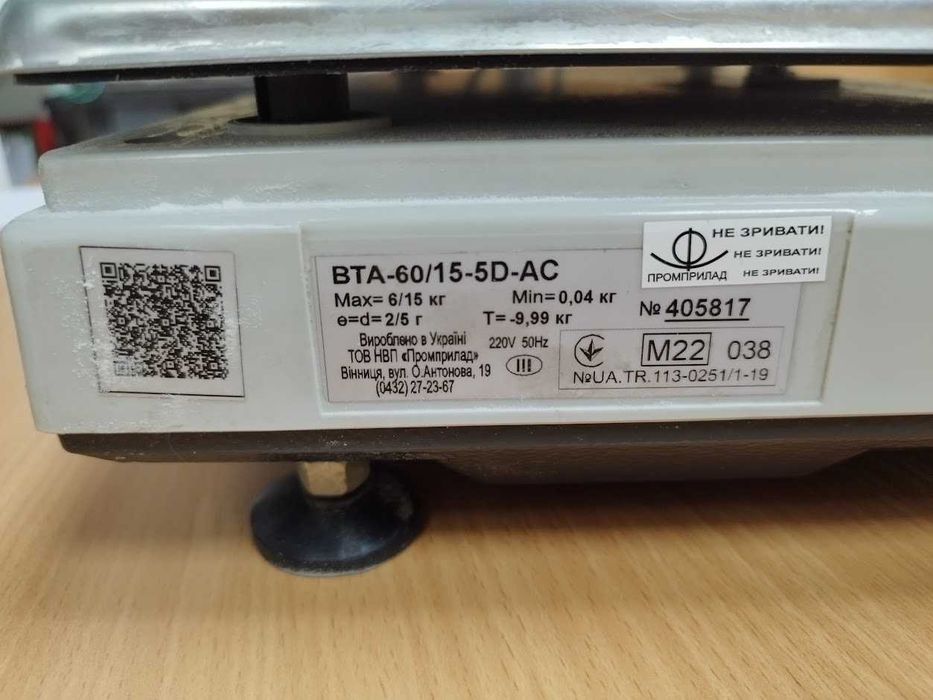 ВТА-60/15-5D-АС
Max= 6/15 кг Min= 0,04 кг
e=d= 2/5 г T= -9,99 кг
№ 405817
Вироблено в Україні 220V 50Hz
ТОВ НВП «Промприлад»
Вінниця, вул. О.Антонова, 19
(0432) 27-23-67
III
M22 038
№UA.TR.113-0251/1-19
ПРОМПРИЛАД
НЕ ЗРИВАТИ!
НЕ ЗРИВАТИ!
НЕ ЗРИВАТИ!